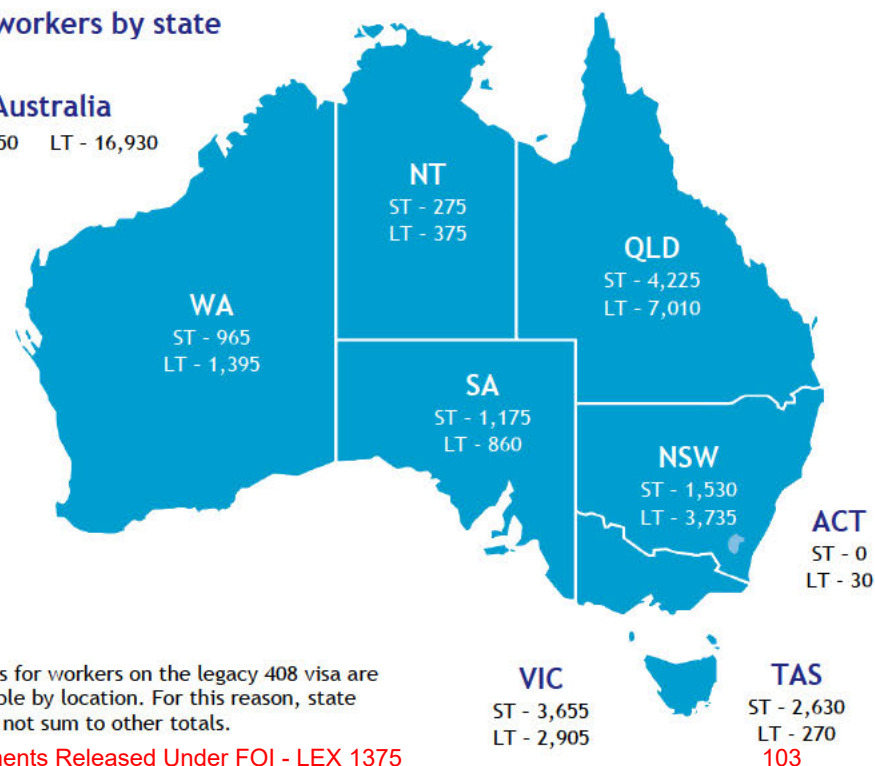 workers by state
Australia
50 LT - 16,930
NT
ST - 275
LT - 375
QLD
ST - 4,225
LT - 7,010
WA
ST - 965
LT - 1,395
SA
ST - 1,175
LT - 860
NSW
ST - 1,530
LT - 3,735
ACT
ST - 0
LT - 30
s for workers on the legacy 408 visa are
ble by location. For this reason, state
not sum to other totals.
VIC
ST - 3,655
LT - 2,905
TAS
ST - 2,630
LT - 270
ments Released Under FOI - LEX 1375
103